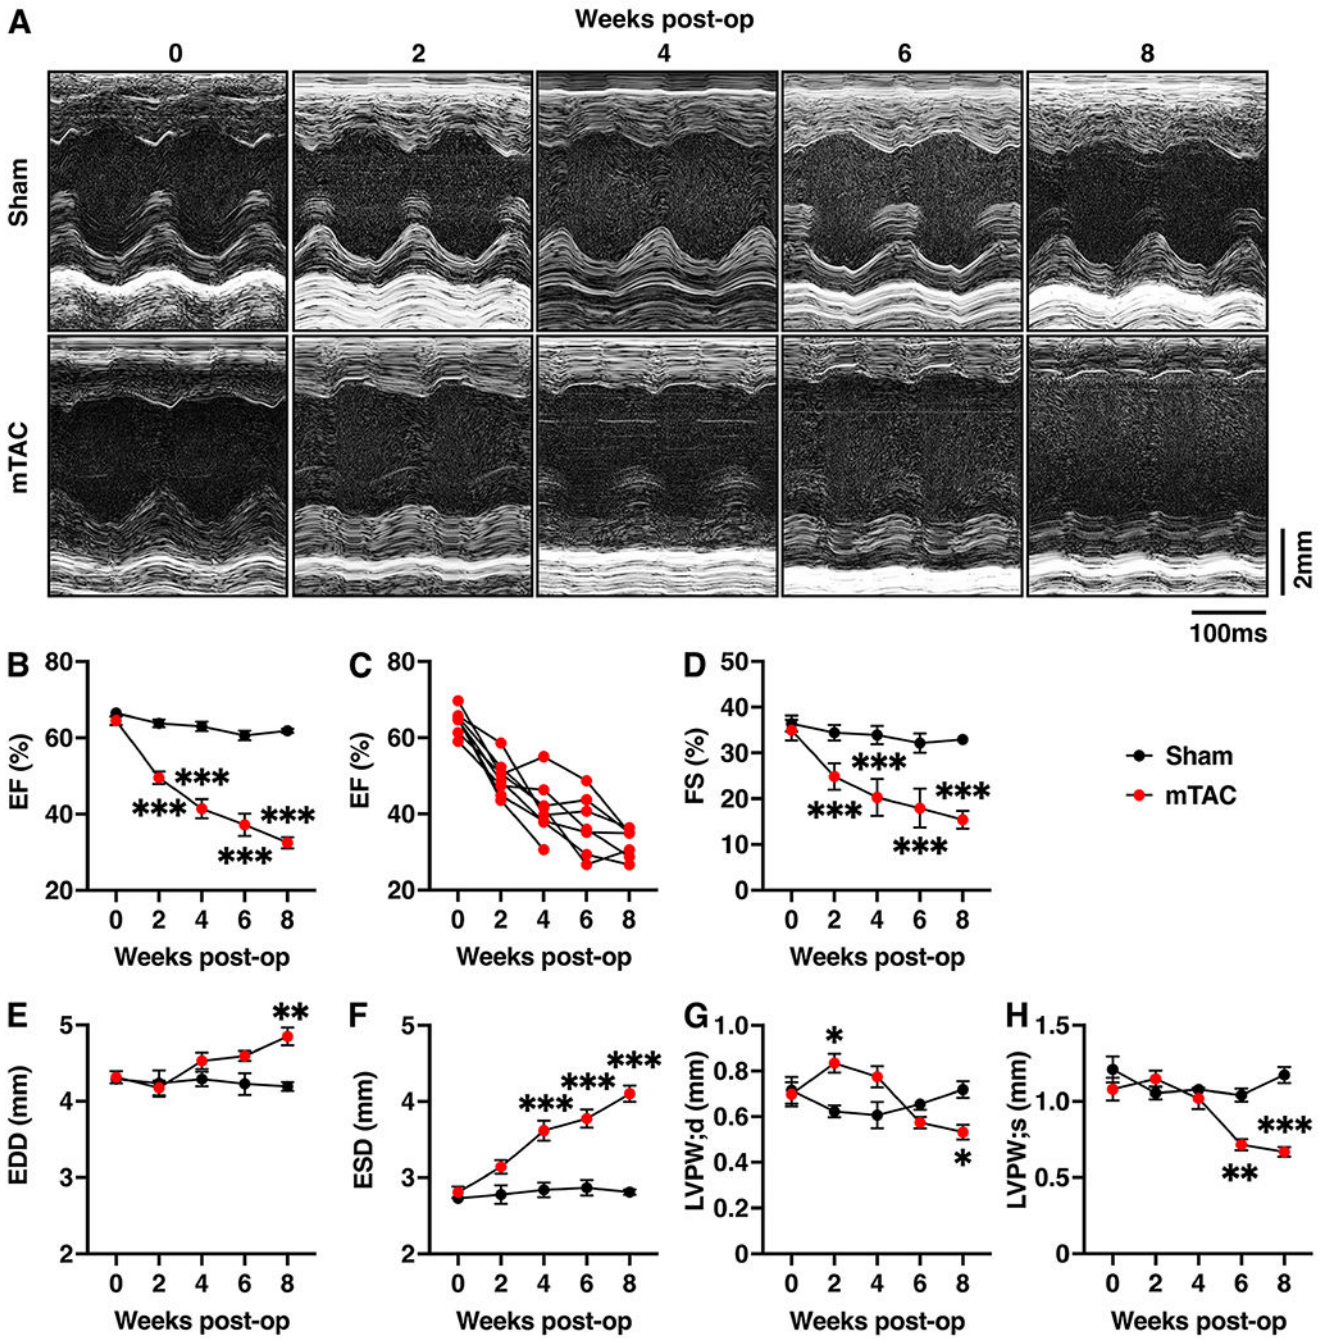 A
Weeks post-op
0 2 4 6 8
Sham
mTAC
2mm
100ms
B
80
60
40
20
EF (%)
***
***
***
***
0 2 4 6 8
Weeks post-op
C
80
60
40
20
EF (%)
0 2 4 6 8
Weeks post-op
D
50
40
30
20
10
0
FS (%)
***
***
***
***
0 2 4 6 8
Weeks post-op
Sham
mTAC
E
5
4
3
2
EDD (mm)
**
0 2 4 6 8
Weeks post-op
F
5
4
3
2
ESD (mm)
***
***
***
0 2 4 6 8
Weeks post-op
G
1.0
0.8
0.6
0.4
0.2
0
LVPW;d (mm)
*
*
0 2 4 6 8
Weeks post-op
H
1.5
1.0
0.5
0
LVPW;s (mm)
***
**
0 2 4 6 8
Weeks post-op